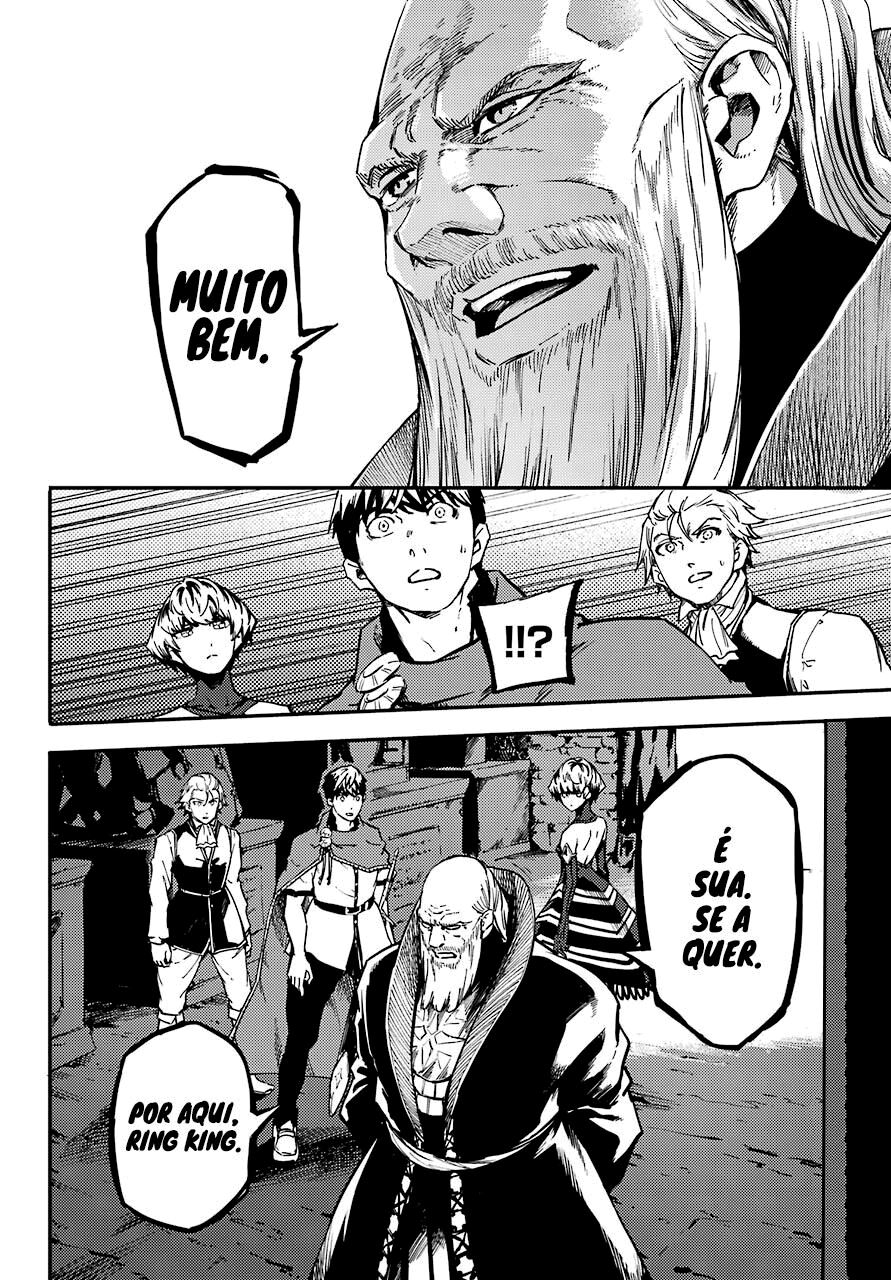 MUITO
BEM.
!!?
É
SUA.
SE A
QUER.
POR AQUI,
RING KING.